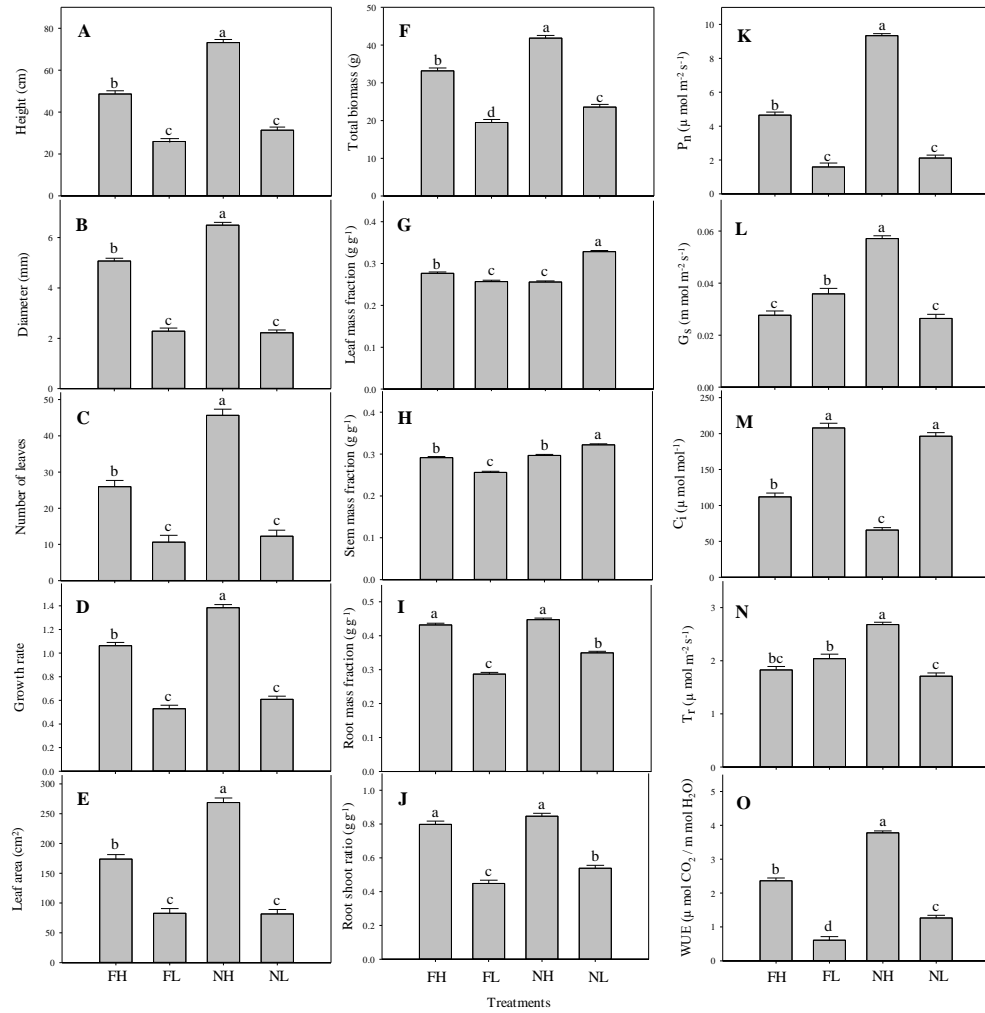 A
Height (cm)
80
60
40
20
0
b
c
a
c
B
Diameter (mm)
6
4
2
0
b
c
a
c
C
Number of leaves
50
40
30
20
10
0
b
c
a
c
D
Growth rate
1.4
1.2
1.0
0.8
0.6
0.4
0.2
0.0
b
c
a
c
E
Leaf area (cm²)
300
250
200
150
100
50
0
b
c
a
c
FH FL NH NL
F
Total biomass (g)
50
40
30
20
10
0
b
d
a
c
G
Leaf mass fraction (g g⁻¹)
0.4
0.3
0.2
0.1
0.0
b
c
c
a
H
Stem mass fraction (g g⁻¹)
0.4
0.3
0.2
0.1
0.0
b
c
b
a
I
Root mass fraction (g g⁻¹)
0.5
0.4
0.3
0.2
0.1
0.0
a
c
a
b
J
Root shoot ratio (g g⁻¹)
1.0
0.8
0.6
0.4
0.2
0.0
a
c
a
b
FH FL NH NL
Treatments
K
Pn (µ mol m⁻² s⁻¹)
10
8
6
4
2
0
b
c
a
c
L
Gs (m mol m⁻² s⁻¹)
0.06
0.04
0.02
0.00
c
b
a
c
M
Ci (µ mol mol⁻¹)
250
200
150
100
50
0
b
a
c
a
N
Tr (µ mol m⁻² s⁻¹)
3
2
1
0
bc
b
a
c
O
WUE (µ mol CO₂ / m mol H₂O)
5
4
3
2
1
0
b
d
a
c
FH FL NH NL